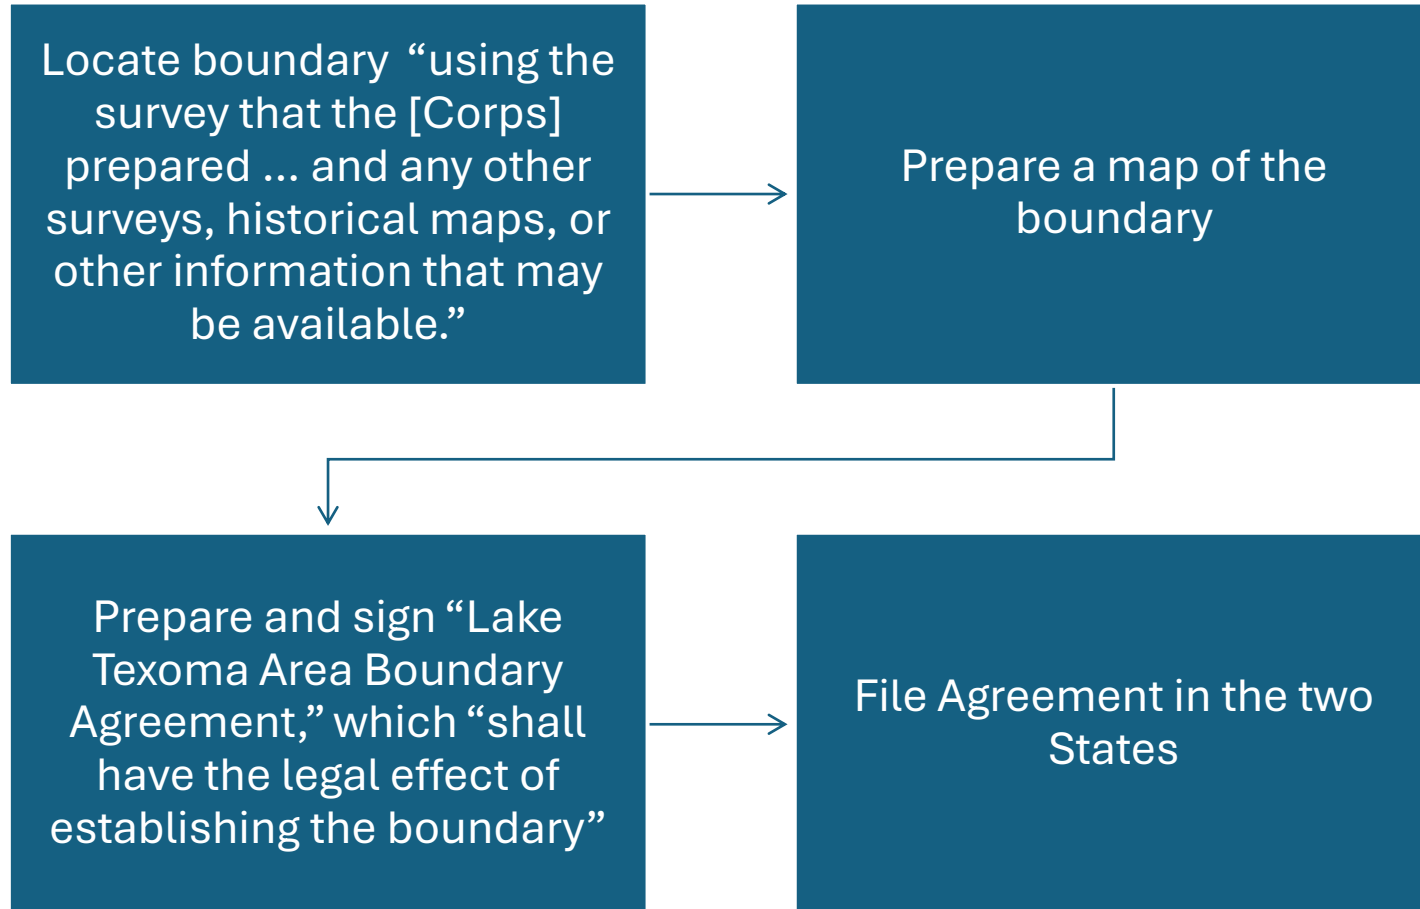 Locate boundary “using the
survey that the [Corps]
prepared ... and any other
surveys, historical maps, or
other information that may
be available.”
Prepare a map of the
boundary
Prepare and sign “Lake
Texoma Area Boundary
Agreement,” which “shall
have the legal effect of
establishing the boundary”
File Agreement in the two
States